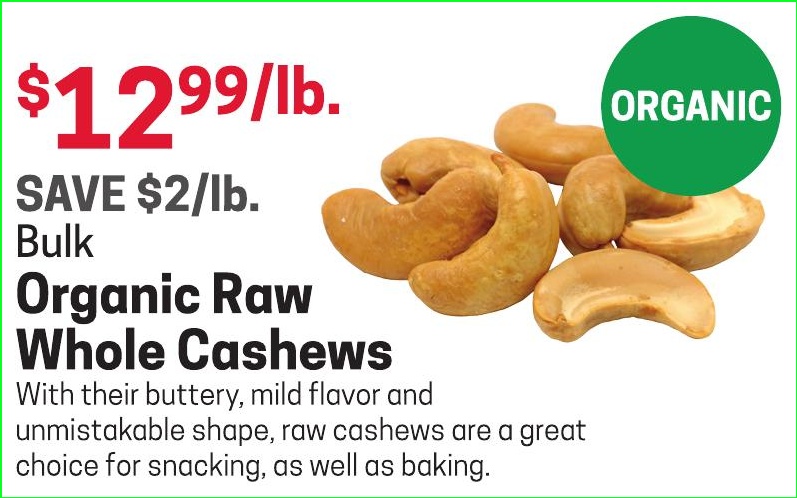 $12.99/lb.
ORGANIC
SAVE $2/lb.
Bulk
Organic Raw
Whole Cashews
With their buttery, mild flavor and
unmistakable shape, raw cashews are a great
choice for snacking, as well as baking.